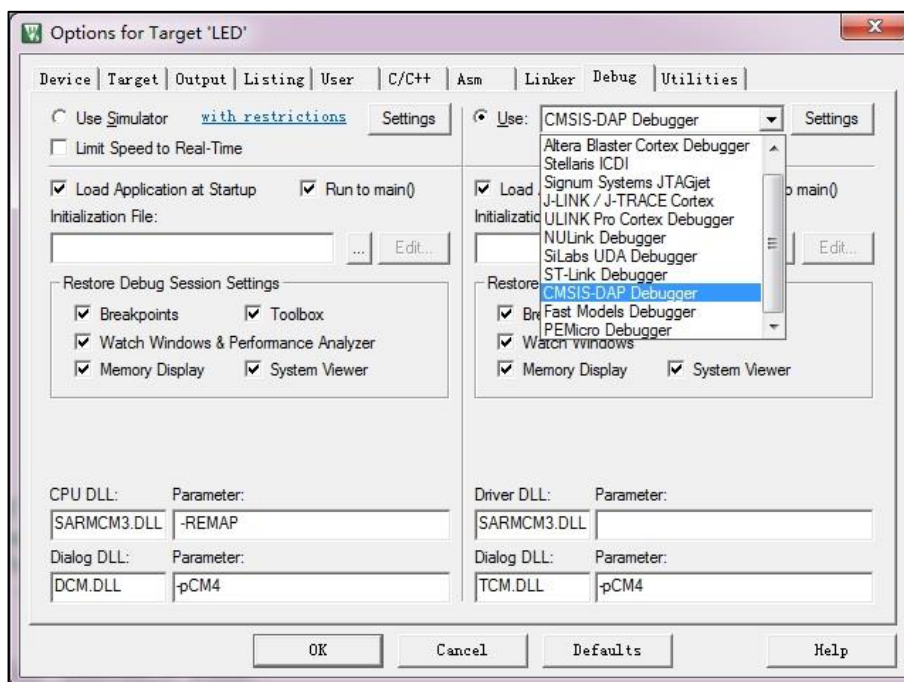 Options for Target 'LED'
Device Target Output Listing User C/C++ Asm Linker Debug Utilities
Use Simulator with restrictions Settings
Limit Speed to Real-Time
Load Application at Startup Run to main()
Initialization File:
... Edit...
Restore Debug Session Settings
Breakpoints Toolbox
Watch Windows & Performance Analyzer
Memory Display System Viewer
CPU DLL: Parameter:
SARMCM3.DLL -REMAP
Dialog DLL: Parameter:
DCM.DLL -pCM4
Use: CMSIS-DAP Debugger Settings
Altera Blaster Cortex Debugger
Stellaris ICDI
Signum Systems JTAGjet
J-LINK / J-TRACE Cortex
ULINK Pro Cortex Debugger
NULink Debugger
SiLabs UDA Debugger
ST-Link Debugger
CMSIS-DAP Debugger
Fast Models Debugger
PEMicro Debugger
Load main()
Edit...
Restore
Watch Windows
Memory Display System Viewer
Driver DLL: Parameter:
SARMCM3.DLL
Dialog DLL: Parameter:
TCM.DLL -pCM4
OK Cancel Defaults Help